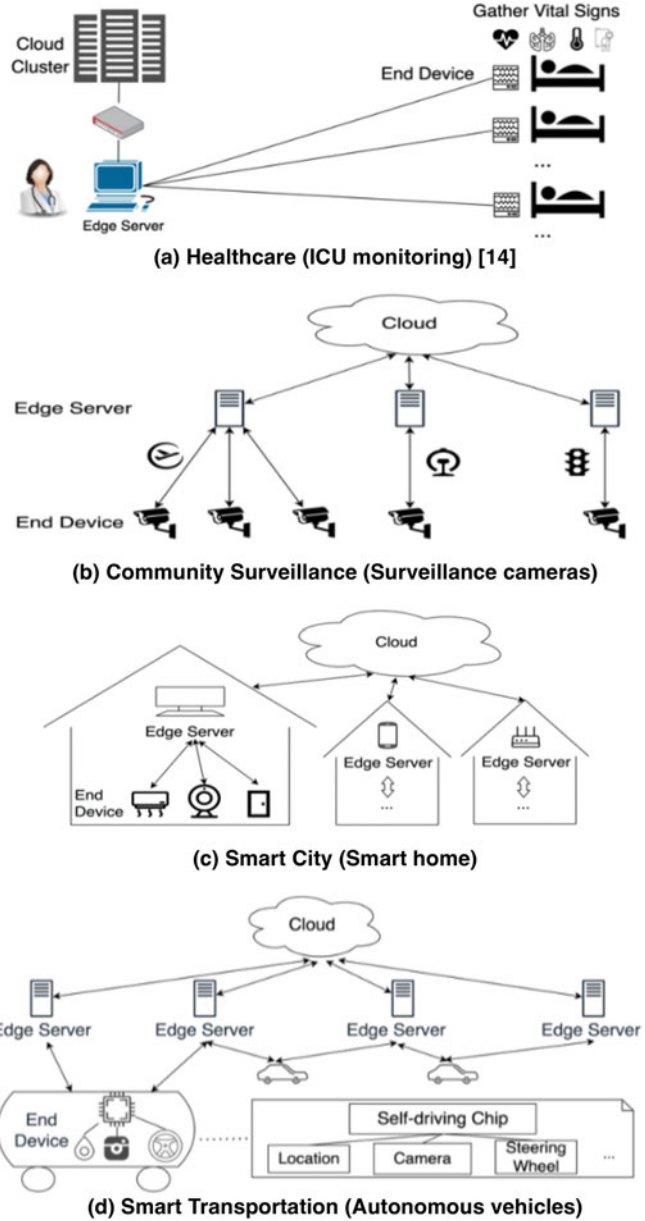 Gather Vital Signs
Cloud
Cluster
End Device
...
...
Edge Server
(a) Healthcare (ICU monitoring) [14]
Cloud
Edge Server
End Device
(b) Community Surveillance (Surveillance cameras)
Cloud
Edge Server
End
Device
Edge Server
...
Edge Server
...
(c) Smart City (Smart home)
Cloud
Edge Server Edge Server Edge Server Edge Server
End
Device
Self-driving Chip
Location
Camera
Steering
Wheel
...
(d) Smart Transportation (Autonomous vehicles)